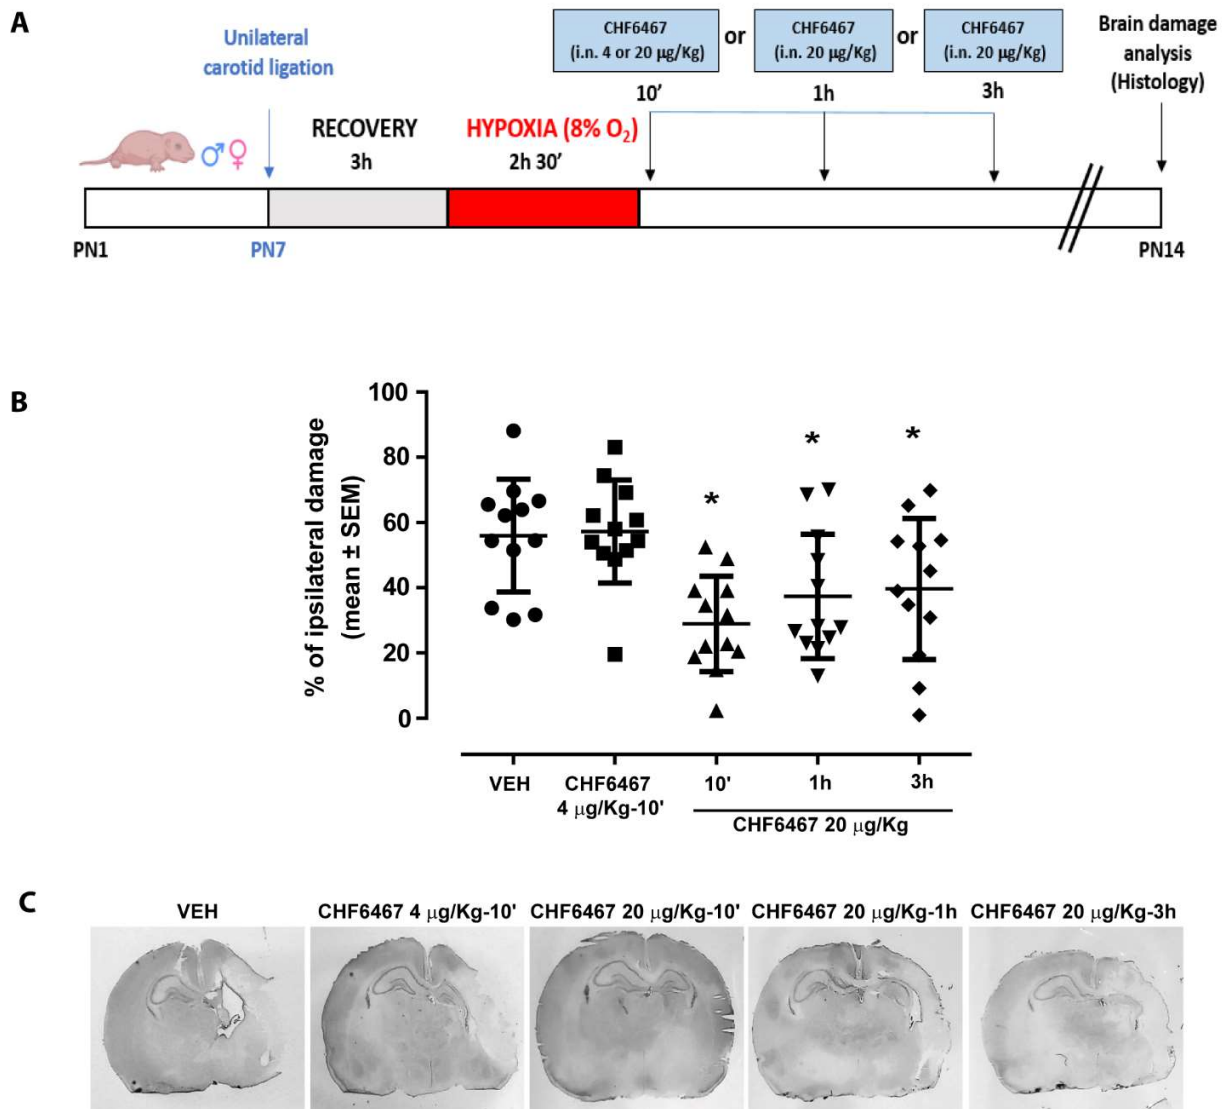 A
Unilateral
carotid ligation
CHF6467
(i.n. 4 or 20 μg/Kg)
or
CHF6467
(i.n. 20 μg/Kg)
or
CHF6467
(i.n. 20 μg/Kg)
Brain damage
analysis
(Histology)
10’
1h
3h
RECOVERY
3h
HYPOXIA (8% O₂)
2h 30’
PN1
PN7
PN14
B
% of ipsilateral damage
(mean ± SEM)
100
80
60
40
20
0
*
*
*
VEH
CHF6467
4 μg/Kg-10'
10'
1h
3h
CHF6467 20 μg/Kg
C
VEH
CHF6467 4 μg/Kg-10'
CHF6467 20 μg/Kg-10'
CHF6467 20 μg/Kg-1h
CHF6467 20 μg/Kg-3h